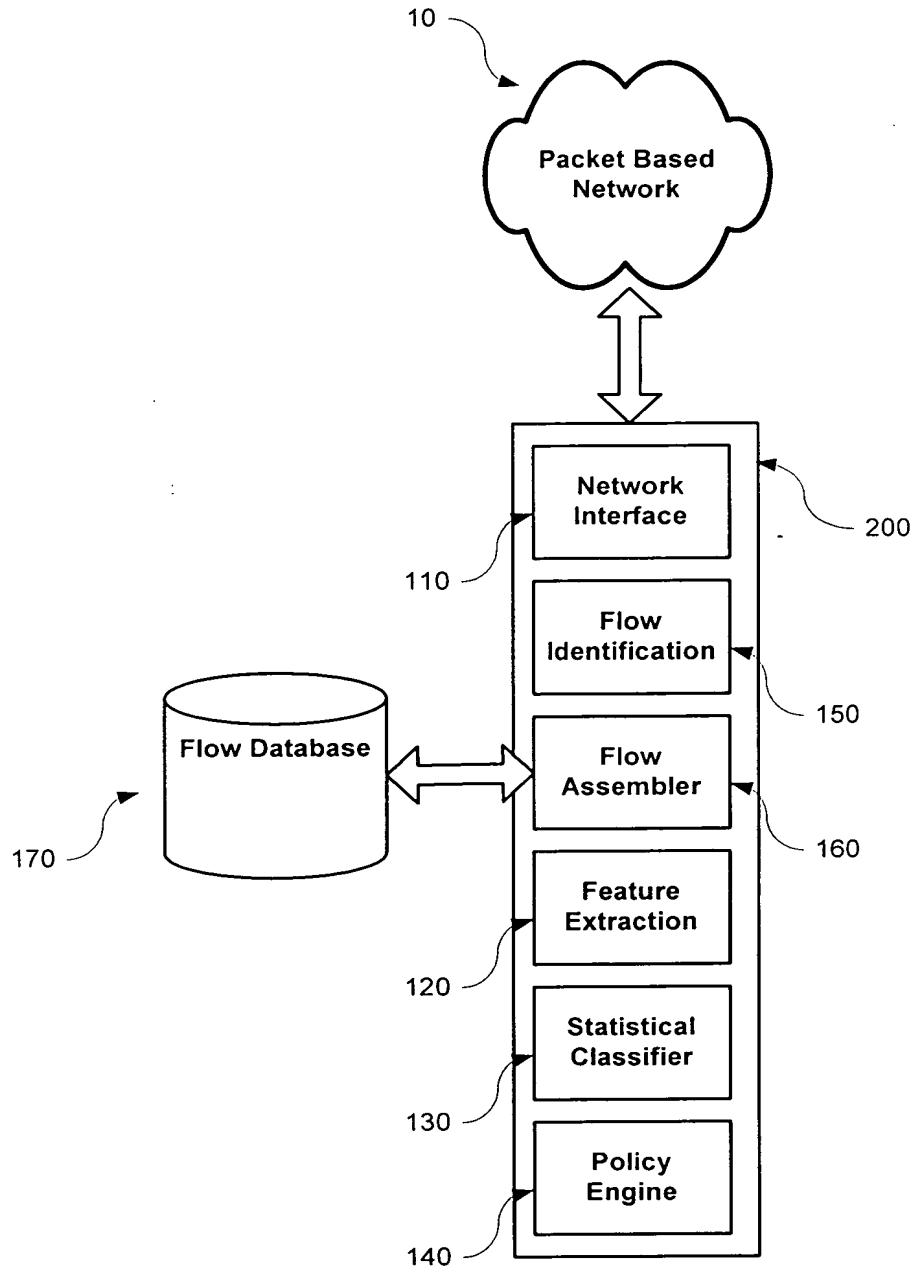 10
Packet Based
Network
Network
Interface
200
110
Flow
Identification
150
Flow Database
Flow
Assembler
170
160
Feature
Extraction
120
Statistical
Classifier
130
Policy
Engine
140